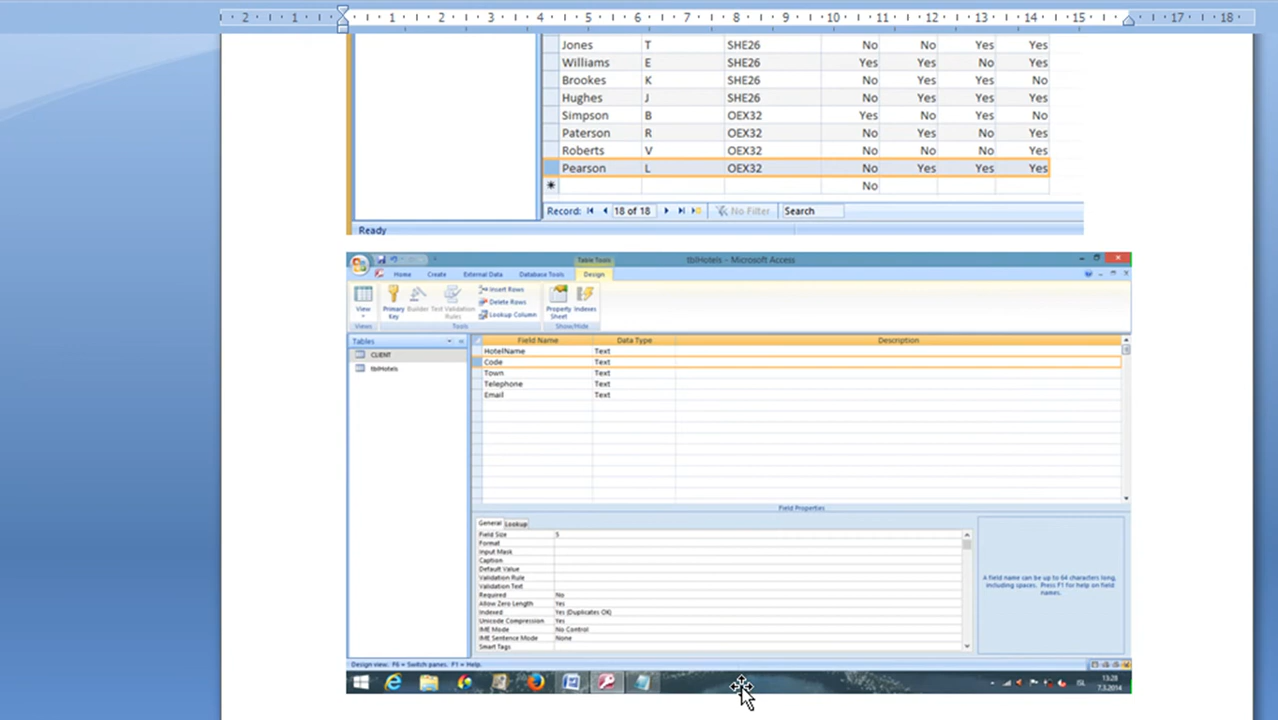 2 1 1 2 3 4 5 6 7 8 9 10 11 12 13 14 15 17 18
Jones T SHE26 No No Yes Yes
Williams E SHE26 Yes Yes No Yes
Brookes K SHE26 No Yes Yes No
Hughes J SHE26 No Yes Yes Yes
Simpson B OEX32 Yes No Yes No
Paterson R OEX32 No Yes No Yes
Roberts V OEX32 No No No Yes
Pearson L OEX32 No Yes Yes Yes
No
Record: 18 of 18 No Filter Search
Ready
Table Tools tblHotels - Microsoft Access
Home Create External Data Database Tools Design
View Primary Key Builder Test Validation Rules Insert Rows Delete Rows Lookup Column Property Sheet Indexes
Views Tools Show/Hide
Tables Field Name Data Type Description
CLIENT
tblHotels
HotelName Text
Code Text
Town Text
Telephone Text
Email Text
Field Properties
General Lookup
Field Size 5
Format
Input Mask
Caption
Default Value
Validation Rule
Validation Text
Required No
Allow Zero Length Yes
Indexed Yes (Duplicates OK)
Unicode Compression Yes
IME Mode No Control
IME Sentence Mode None
Smart Tags
A field name can be up to 64 characters long,
including spaces. Press F1 for help on field
names.
Design view. F6 = Switch panes. F1 = Help.
ISL 13:28
7.3.2014